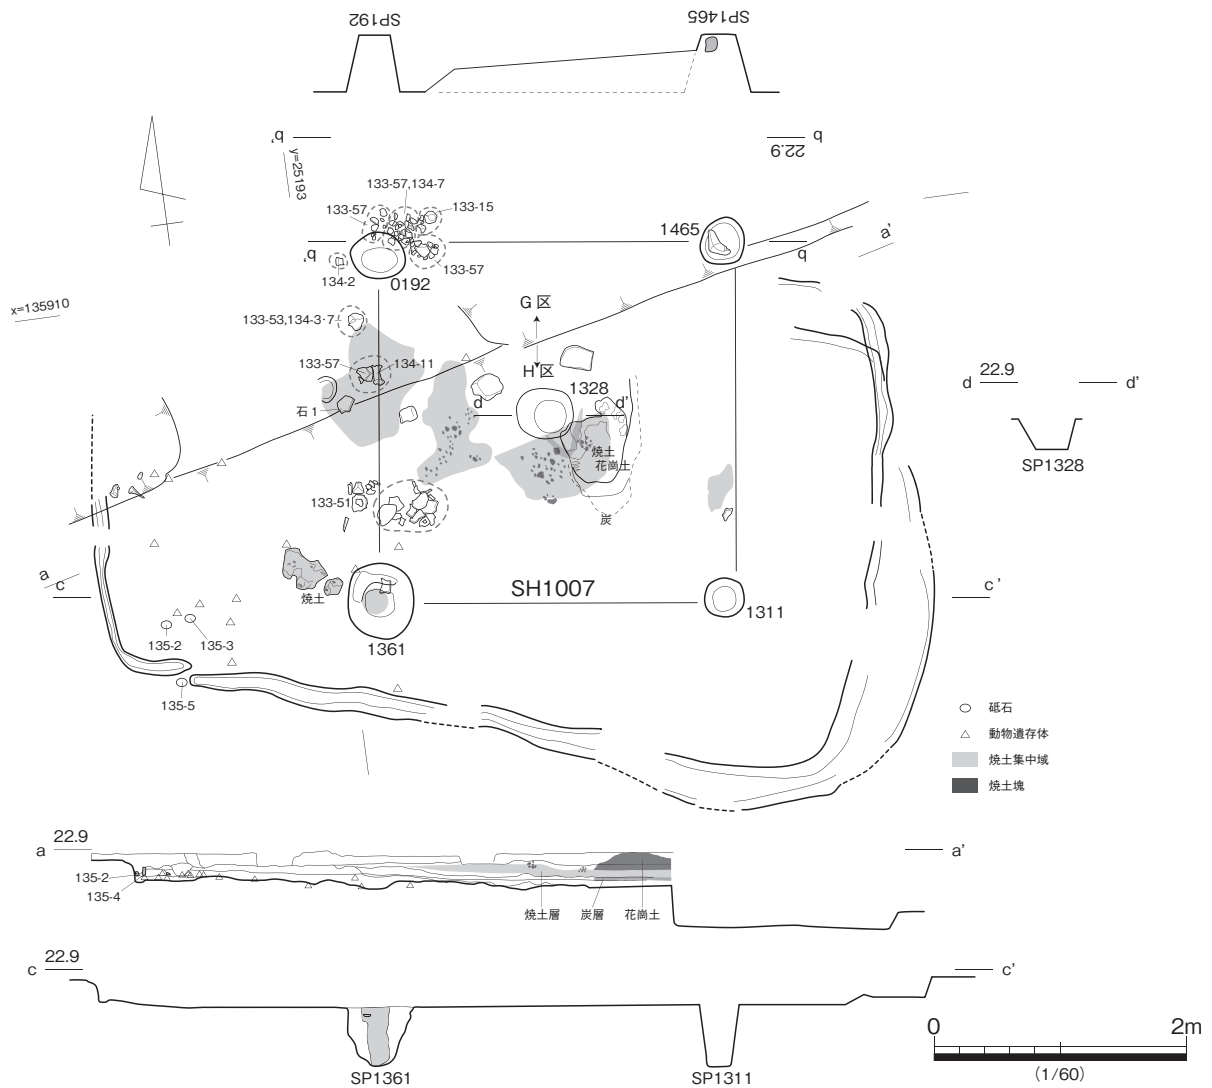 SP192
SP1465
b'
b
22.9
y=25193
133-57,134-7
133-57
133-15
1465
a'
b'
b
134-2
0192
133-57
x=135910
133-53,134-3·7
G 区
H 区
133-57
134-11
1328
22.9
d
d'
石 1
d
d'
SP1328
焼土
花崗土
133-51
炭
a
c
SH1007
c'
焼土
1311
135-2
135-3
1361
135-5
砥石
動物遺存体
焼土集中域
焼土塊
22.9
a
a'
135-2
135-4
焼土層
炭層
花崗土
22.9
c
c'
0
2m
(1/60)
SP1361
SP1311